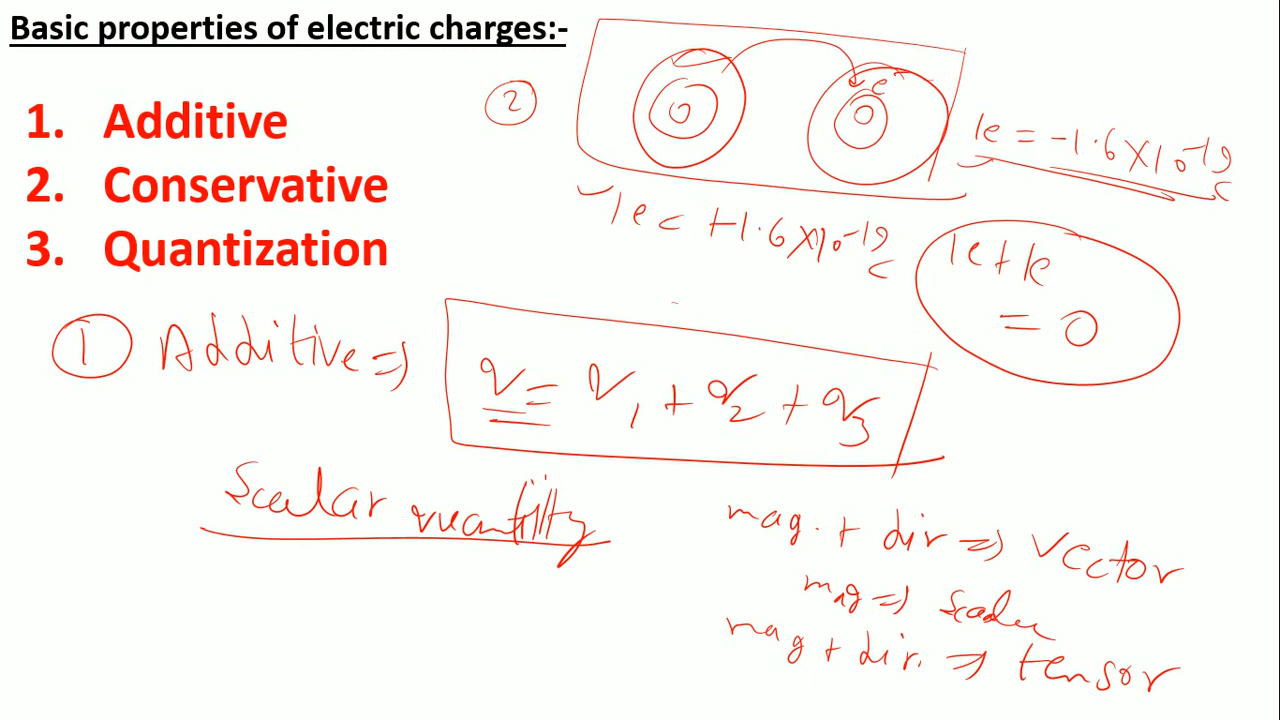 Basic properties of electric charges:-
1. Additive
2. Conservative
3. Quantization
2
e-
1e = -1.6×10-19 C
1e C +1.6×10-19 C
1e + 1e
= 0
1 Additive =>
q = q1 + q2 + q3
Scalar quantity
mag. + dir => vector
mag => Scalar
mag + dir. => tensor